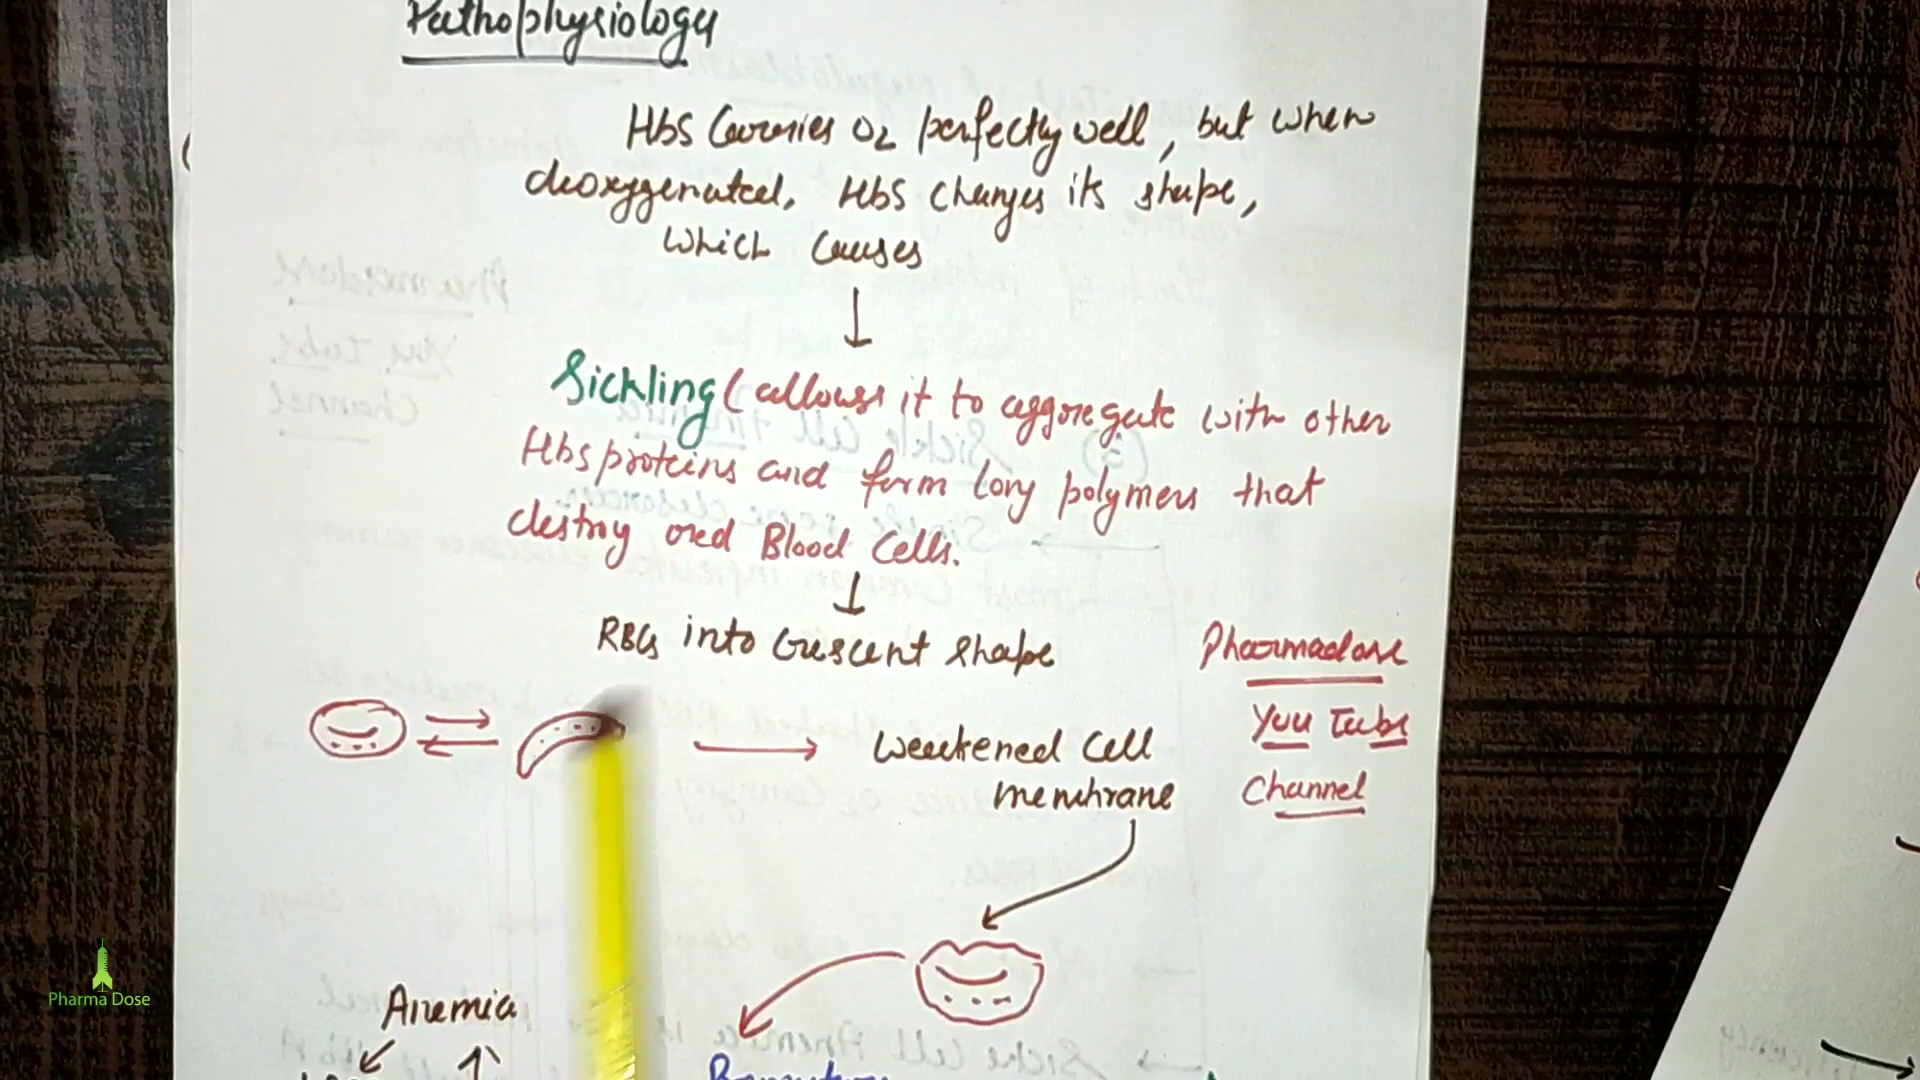 Pathophysiology
HbS Carries O2 perfectly well, but when
deoxygenated, HbS Changes its shape,
which Causes
Sickling (allows it to aggregate with other
Hbs proteins and form long polymers that
destroy red Blood Cells.
RBCs into Crescent shape
Weakened Cell
membrane
Pharmadose
You Tube
Channel
Anemia
Pharma Dose